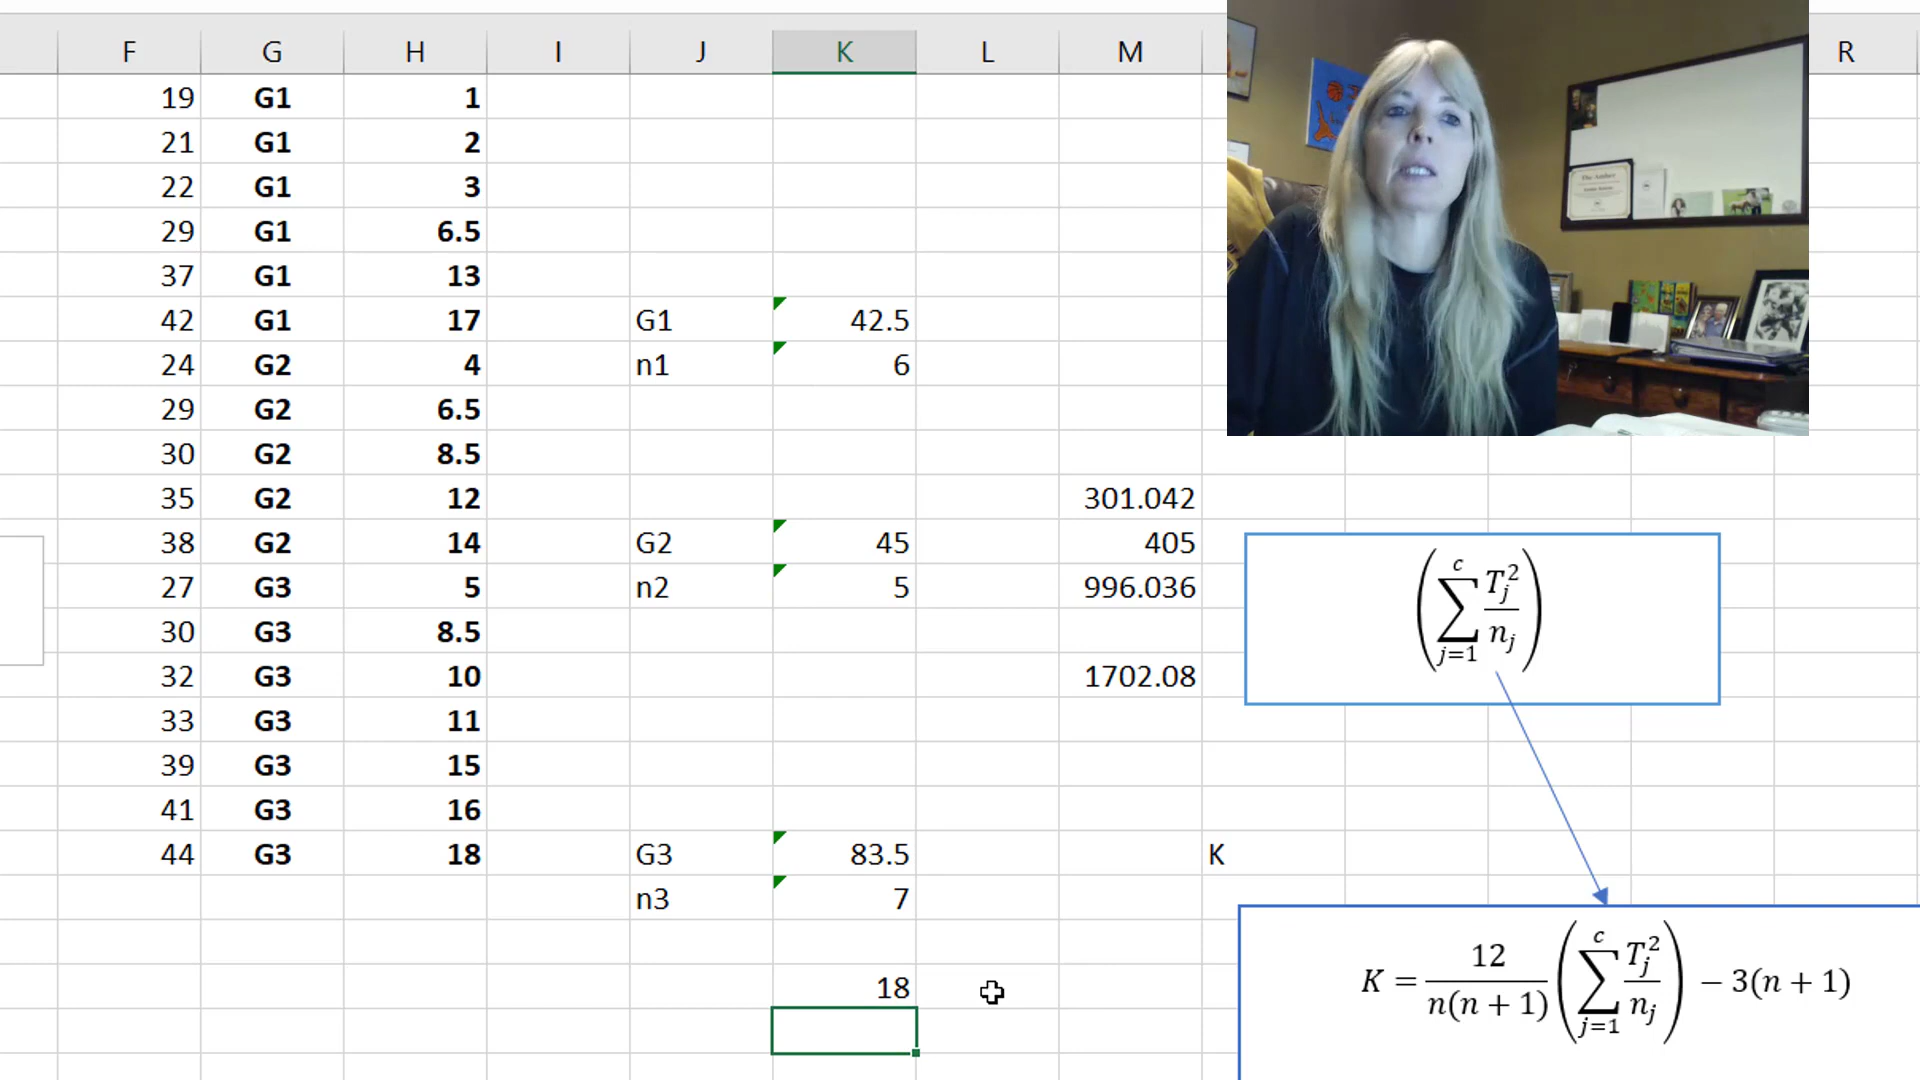 F G H I J K L M R
19 G1 1
21 G1 2
22 G1 3
29 G1 6.5
37 G1 13
42 G1 17 G1 42.5
24 G2 4 n1 6
29 G2 6.5
30 G2 8.5
35 G2 12 301.042
38 G2 14 G2 45 405
27 G3 5 n2 5 996.036
30 G3 8.5
32 G3 10 1702.08
33 G3 11
39 G3 15
41 G3 16
44 G3 18 G3 83.5 K
n3 7
18
(∑_{j=1}^{c} T_j^2 / n_j)
K = 12 / n(n + 1) (∑_{j=1}^{c} T_j^2 / n_j) − 3(n + 1)